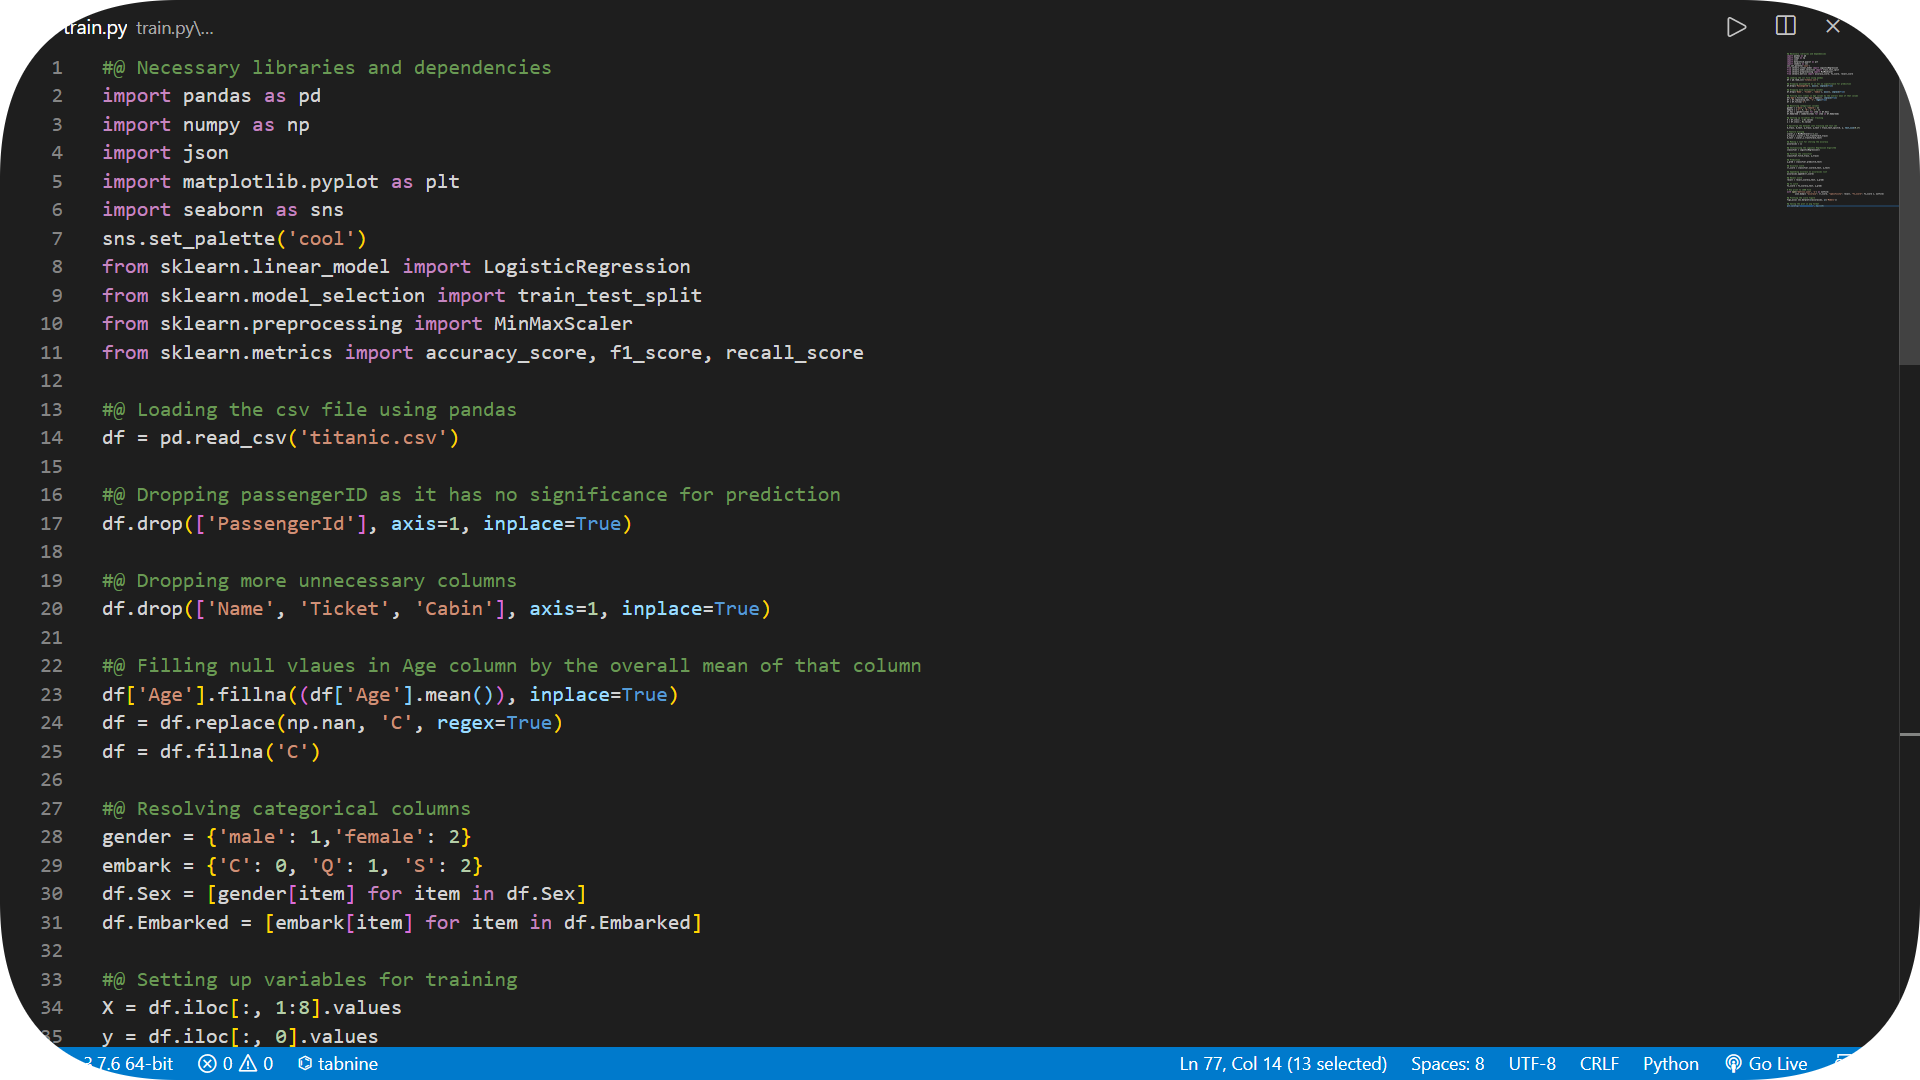 train.py train.py\...
1 #@ Necessary libraries and dependencies
2 import pandas as pd
3 import numpy as np
4 import json
5 import matplotlib.pyplot as plt
6 import seaborn as sns
7 sns.set_palette('cool')
8 from sklearn.linear_model import LogisticRegression
9 from sklearn.model_selection import train_test_split
10 from sklearn.preprocessing import MinMaxScaler
11 from sklearn.metrics import accuracy_score, f1_score, recall_score
12
13 #@ Loading the csv file using pandas
14 df = pd.read_csv('titanic.csv')
15
16 #@ Dropping passengerID as it has no significance for prediction
17 df.drop(['PassengerId'], axis=1, inplace=True)
18
19 #@ Dropping more unnecessary columns
20 df.drop(['Name', 'Ticket', 'Cabin'], axis=1, inplace=True)
21
22 #@ Filling null vlaues in Age column by the overall mean of that column
23 df['Age'].fillna((df['Age'].mean()), inplace=True)
24 df = df.replace(np.nan, 'C', regex=True)
25 df = df.fillna('C')
26
27 #@ Resolving categorical columns
28 gender = {'male': 1,'female': 2}
29 embark = {'C': 0, 'Q': 1, 'S': 2}
30 df.Sex = [gender[item] for item in df.Sex]
31 df.Embarked = [embark[item] for item in df.Embarked]
32
33 #@ Setting up variables for training
34 X = df.iloc[:, 1:8].values
35 y = df.iloc[:, 0].values
3.7.6 64-bit 0 0 tabnine Ln 77, Col 14 (13 selected) Spaces: 8 UTF-8 CRLF Python Go Live